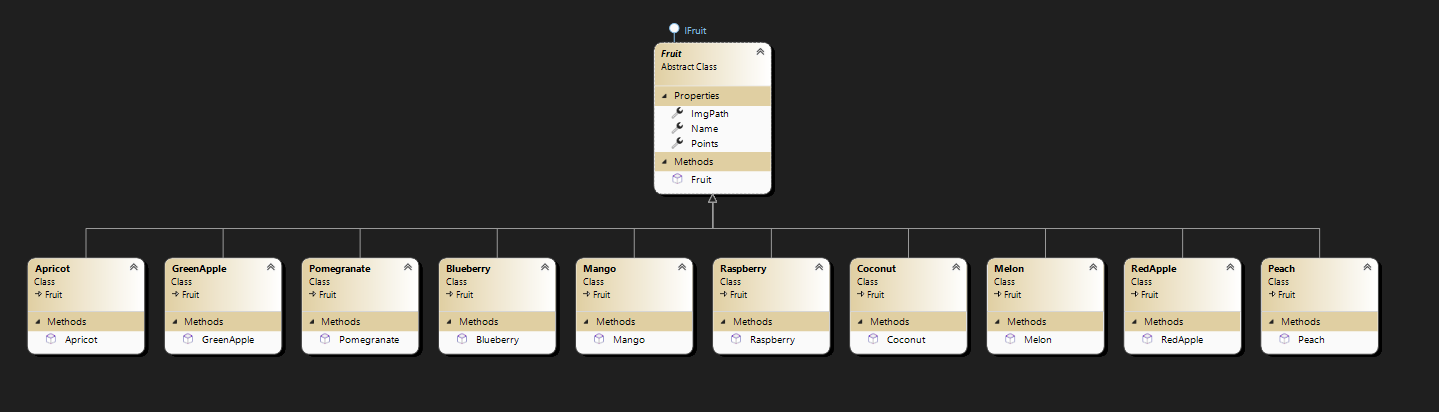 IFruit
Fruit
Abstract Class
Properties
ImgPath
Name
Points
Methods
Fruit
Apricot
Class
Fruit
Methods
Apricot
GreenApple
Class
Fruit
Methods
GreenApple
Pomegranate
Class
Fruit
Methods
Pomegranate
Blueberry
Class
Fruit
Methods
Blueberry
Mango
Class
Fruit
Methods
Mango
Raspberry
Class
Fruit
Methods
Raspberry
Coconut
Class
Fruit
Methods
Coconut
Melon
Class
Fruit
Methods
Melon
RedApple
Class
Fruit
Methods
RedApple
Peach
Class
Fruit
Methods
Peach